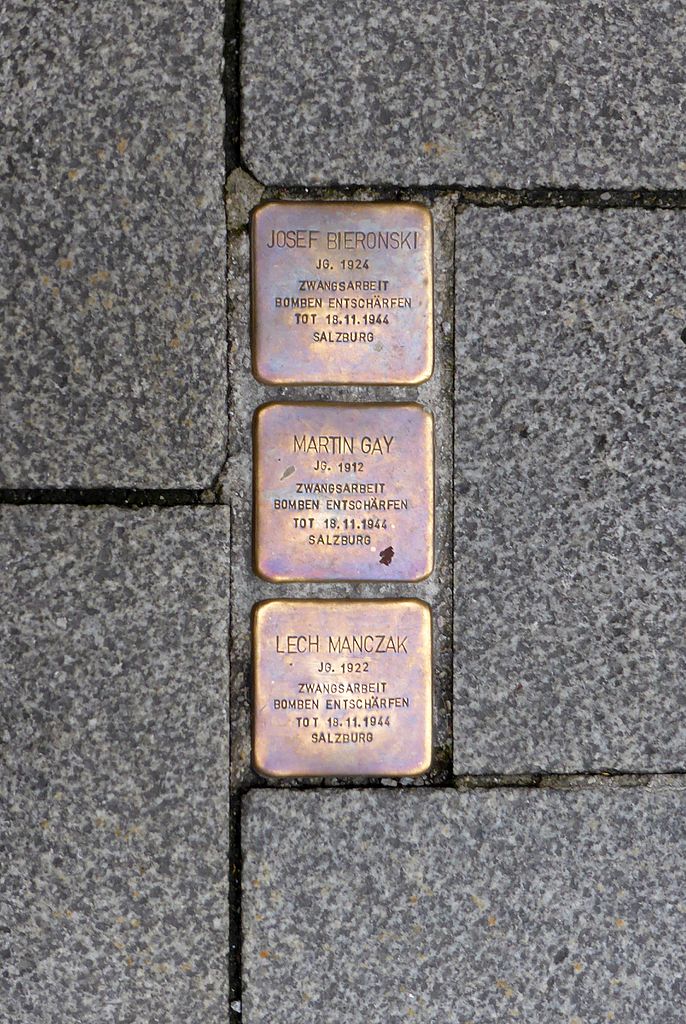 JOSEF BIERONSKI
JG. 1924
ZWANGSARBEIT
BOMBEN ENTSCHÄRFEN
TOT 18.11.1944
SALZBURG
MARTIN GAY
JG. 1912
ZWANGSARBEIT
BOMBEN ENTSCHÄRFEN
TOT 18.11.1944
SALZBURG
LECH MANCZAK
JG. 1922
ZWANGSARBEIT
BOMBEN ENTSCHÄRFEN
TOT 18.11.1944
SALZBURG